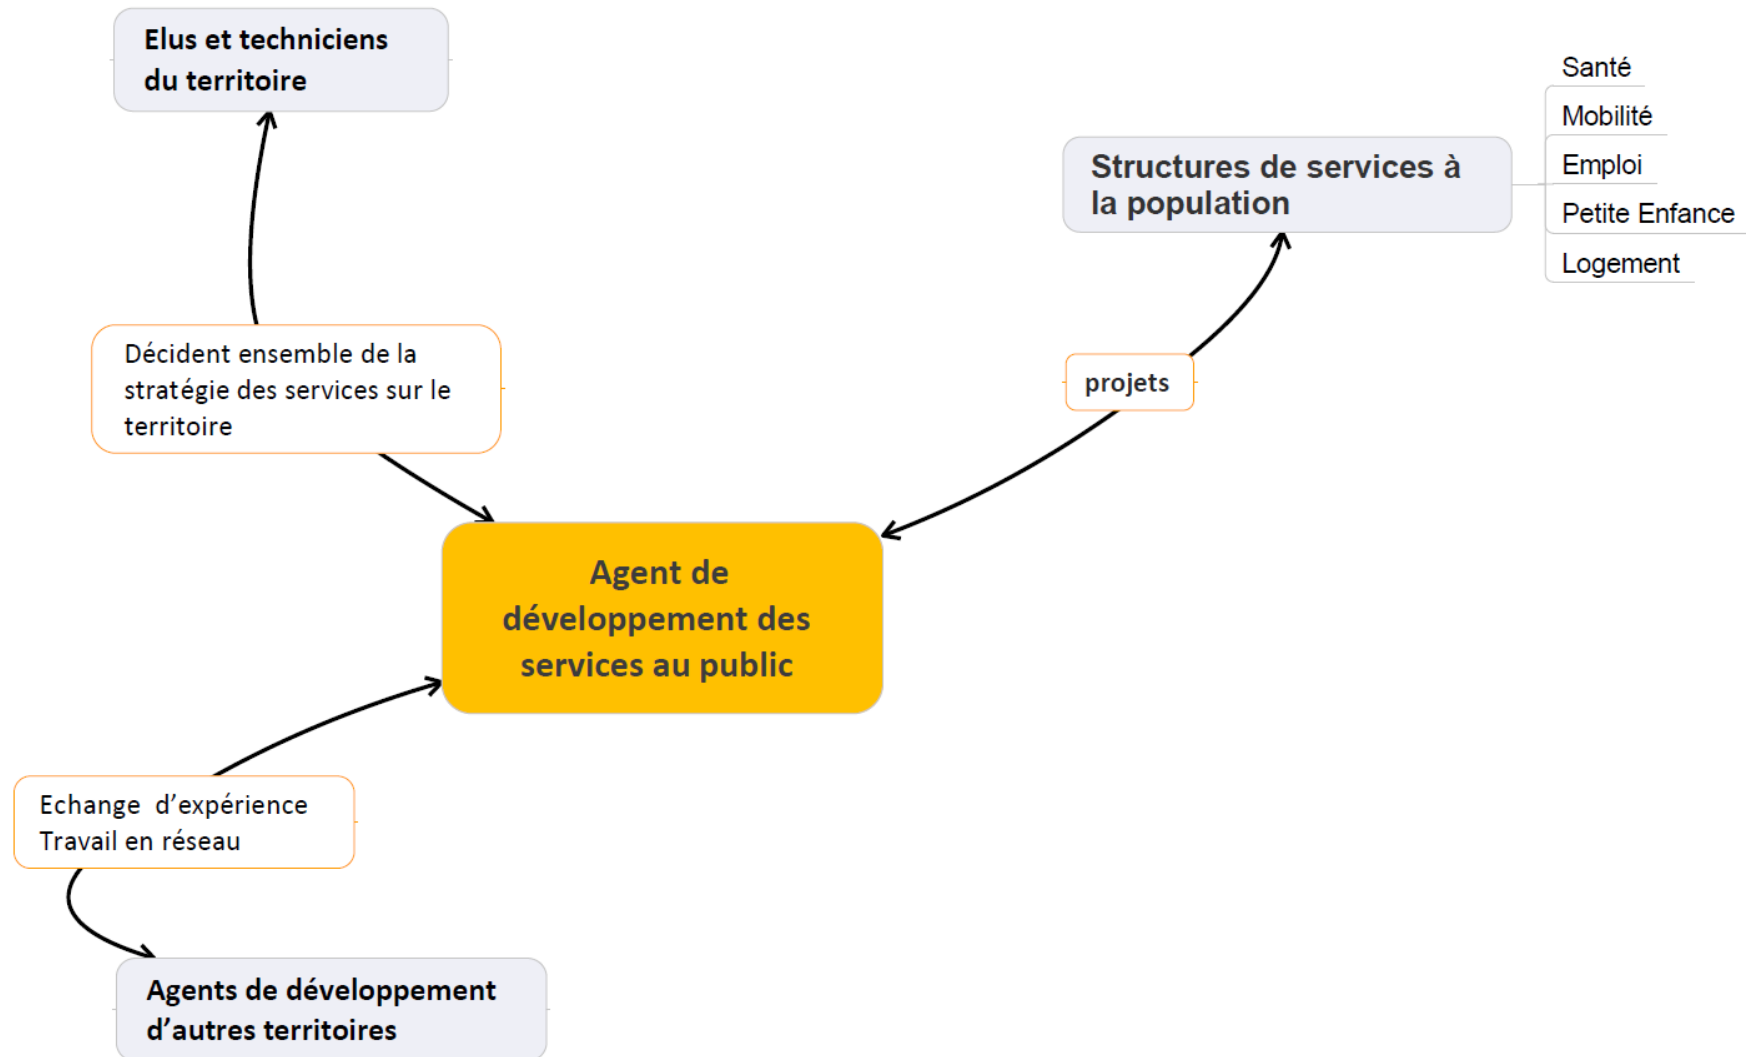 Elus et techniciens
du territoire
Santé
Mobilité
Emploi
Petite Enfance
Logement
Structures de services à
la population
Décident ensemble de la
stratégie des services sur le
territoire
projets
Agent de
développement des
services au public
Echange  d’expérience
Travail en réseau
Agents de développement
d’autres territoires